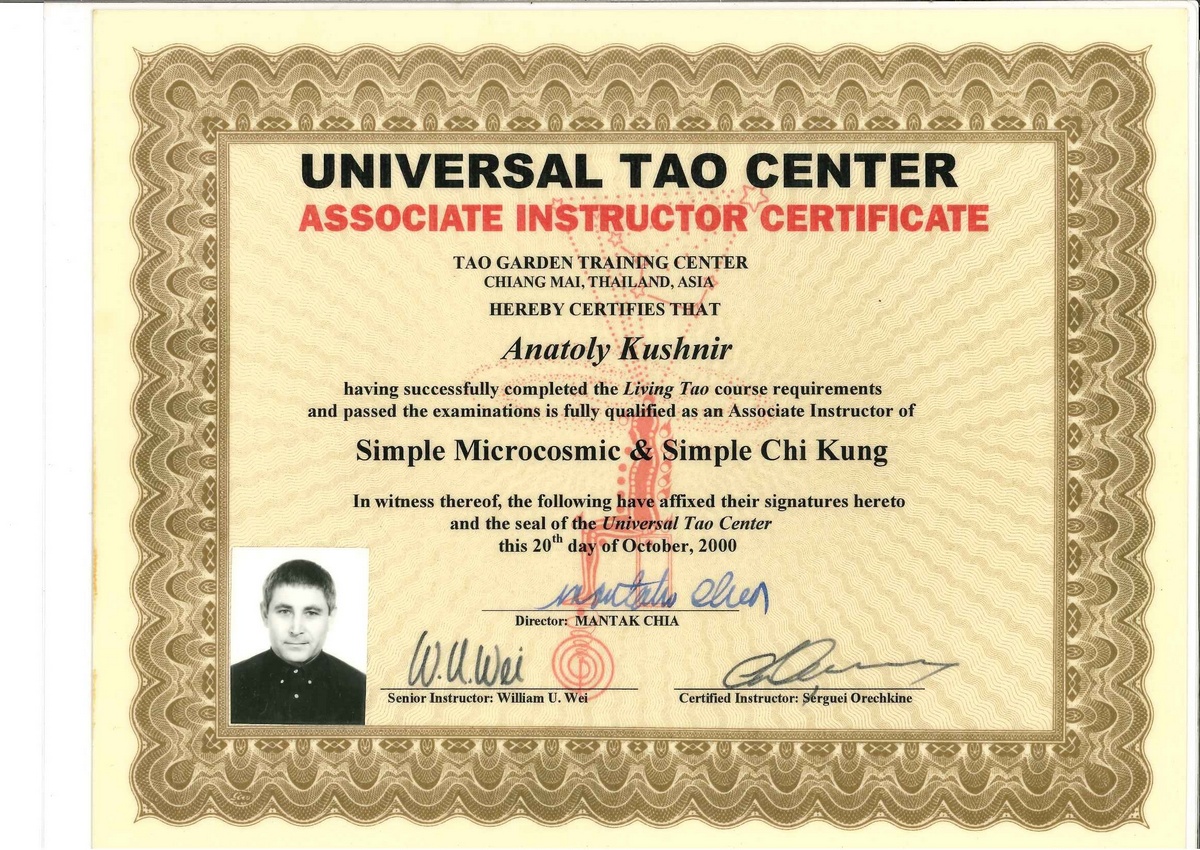 UNIVERSAL TAO CENTER
ASSOCIATE INSTRUCTOR CERTIFICATE
TAO GARDEN TRAINING CENTER
CHIANG MAI, THAILAND, ASIA
HEREBY CERTIFIES THAT
Anatoly Kushnir
having successfully completed the Living Tao course requirements
and passed the examinations is fully qualified as an Associate Instructor of
Simple Microcosmic & Simple Chi Kung
In witness thereof, the following have affixed their signatures hereto
and the seal of the Universal Tao Center
this 20th day of October, 2000
Director: MANTAK CHIA
W.U.Wei
Senior Instructor: William U. Wei
Certified Instructor: Serguei Orechkine